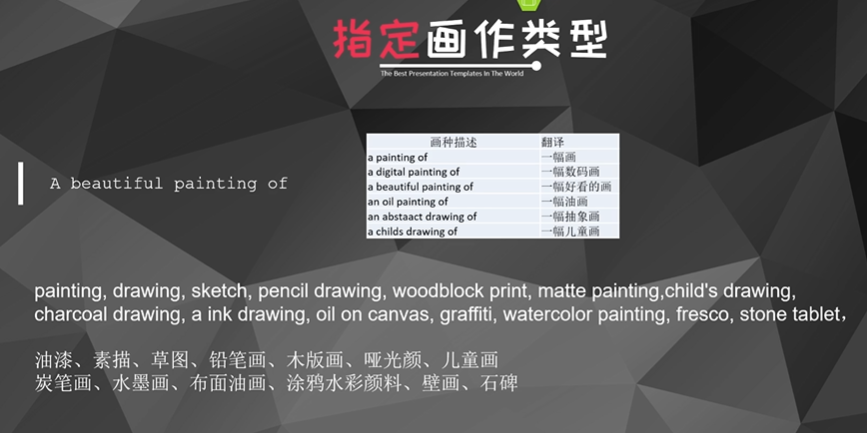 指定画作类型
The Best Presentation Templates In The World
画种描述 翻译
a painting of 一幅画
a digital painting of 一幅数码画
a beautiful painting of 一幅好看的画
an oil painting of 一幅油画
an abstaact drawing of 一幅抽象画
a childs drawing of 一幅儿童画
A beautiful painting of
painting, drawing, sketch, pencil drawing, woodblock print, matte painting,child's drawing,
charcoal drawing, a ink drawing, oil on canvas, graffiti, watercolor painting, fresco, stone tablet，
油漆、素描、草图、铅笔画、木版画、哑光颜、儿童画
炭笔画、水墨画、布面油画、涂鸦水彩颜料、壁画、石碑